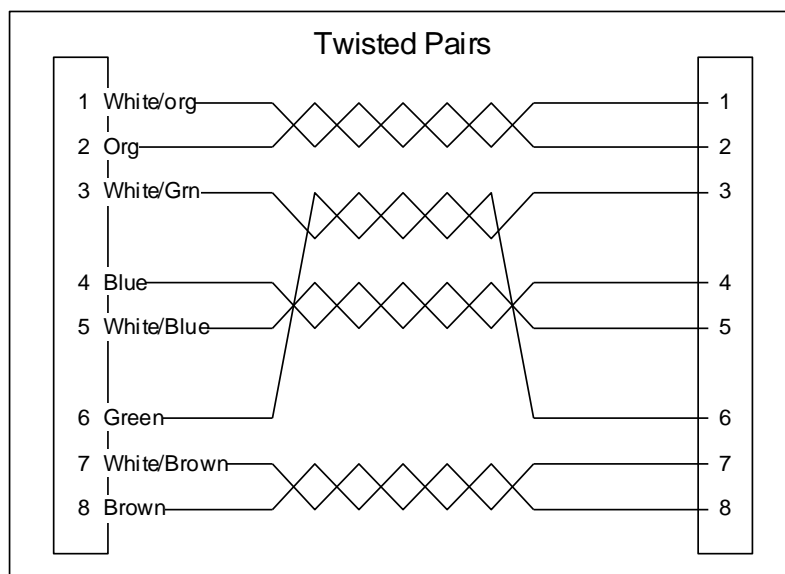 Twisted Pairs
1 White/org 1
2 Org 2
3 White/Grn 3
4 Blue 4
5 White/Blue 5
6 Green 6
7 White/Brown 7
8 Brown 8